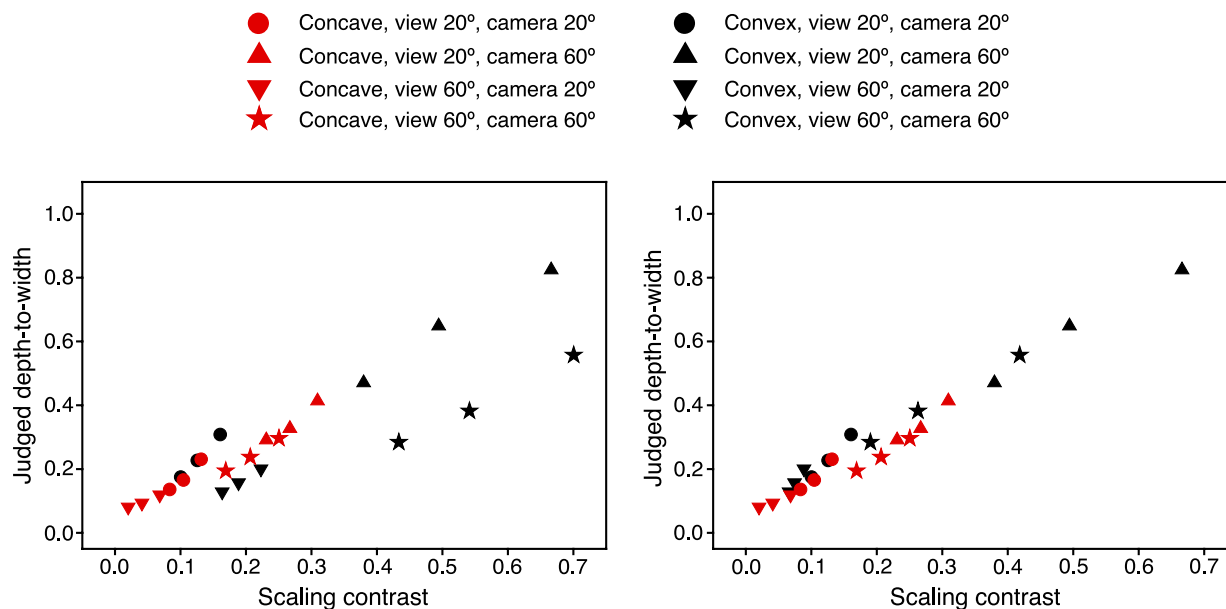 Concave, view 20º, camera 20º
Concave, view 20º, camera 60º
Concave, view 60º, camera 20º
Concave, view 60º, camera 60º
Convex, view 20º, camera 20º
Convex, view 20º, camera 60º
Convex, view 60º, camera 20º
Convex, view 60º, camera 60º
Judged depth-to-width
1.0
0.8
0.6
0.4
0.2
0.0
0.0 0.1 0.2 0.3 0.4 0.5 0.6 0.7
Scaling contrast
Judged depth-to-width
1.0
0.8
0.6
0.4
0.2
0.0
0.0 0.1 0.2 0.3 0.4 0.5 0.6 0.7
Scaling contrast